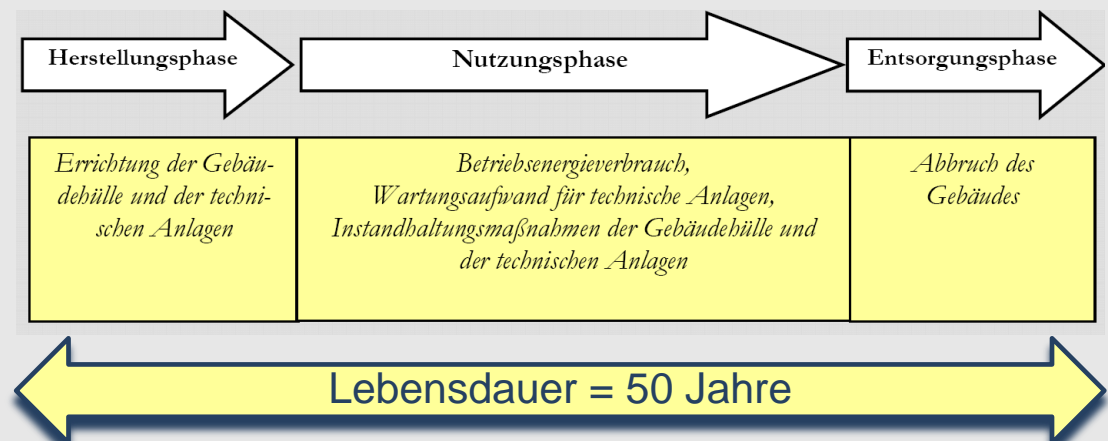 Herstellungsphase
Nutzungsphase
Entsorgungsphase
Errichtung der Gebäu-
dehülle und der techni-
schen Anlagen
Betriebsenergieverbrauch,
Wartungsaufwand für technische Anlagen,
Instandhaltungsmaßnahmen der Gebäudehülle und
der technischen Anlagen
Abbruch des
Gebäudes
Lebensdauer = 50 Jahre